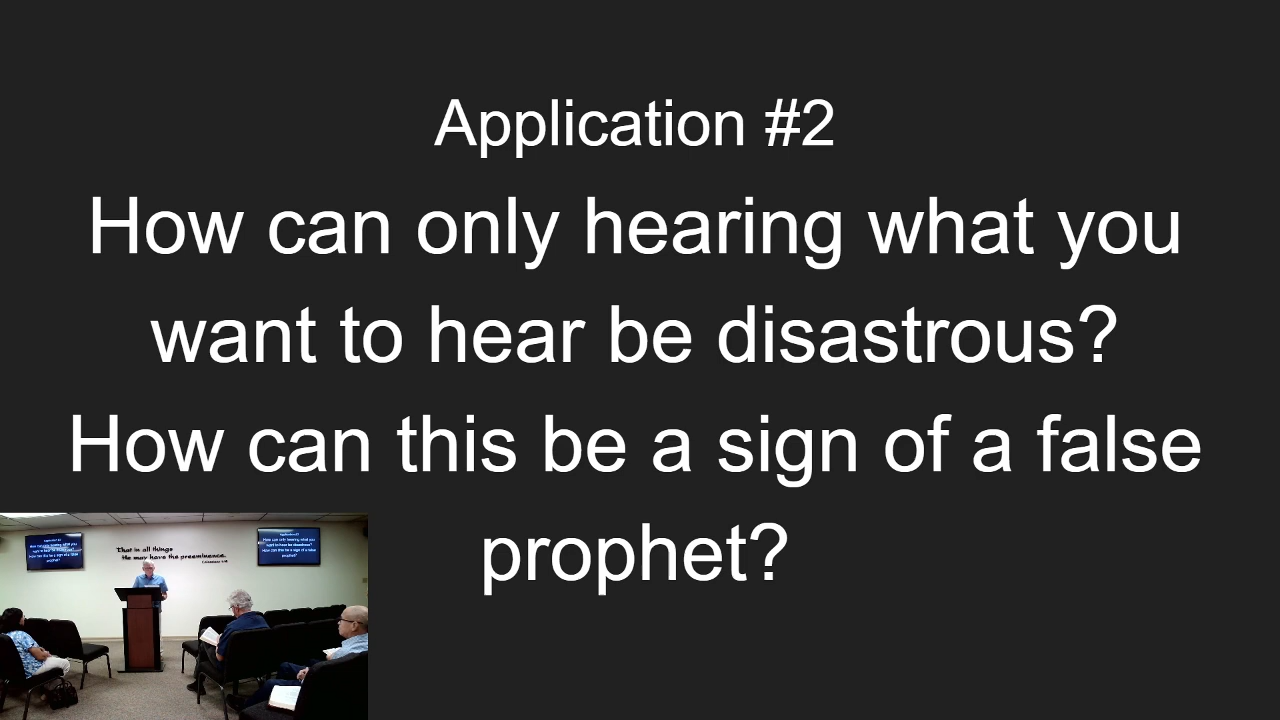 Application #2
How can only hearing what you
want to hear be disastrous?
How can this be a sign of a false
prophet?
That in all things
He may have the preeminence.